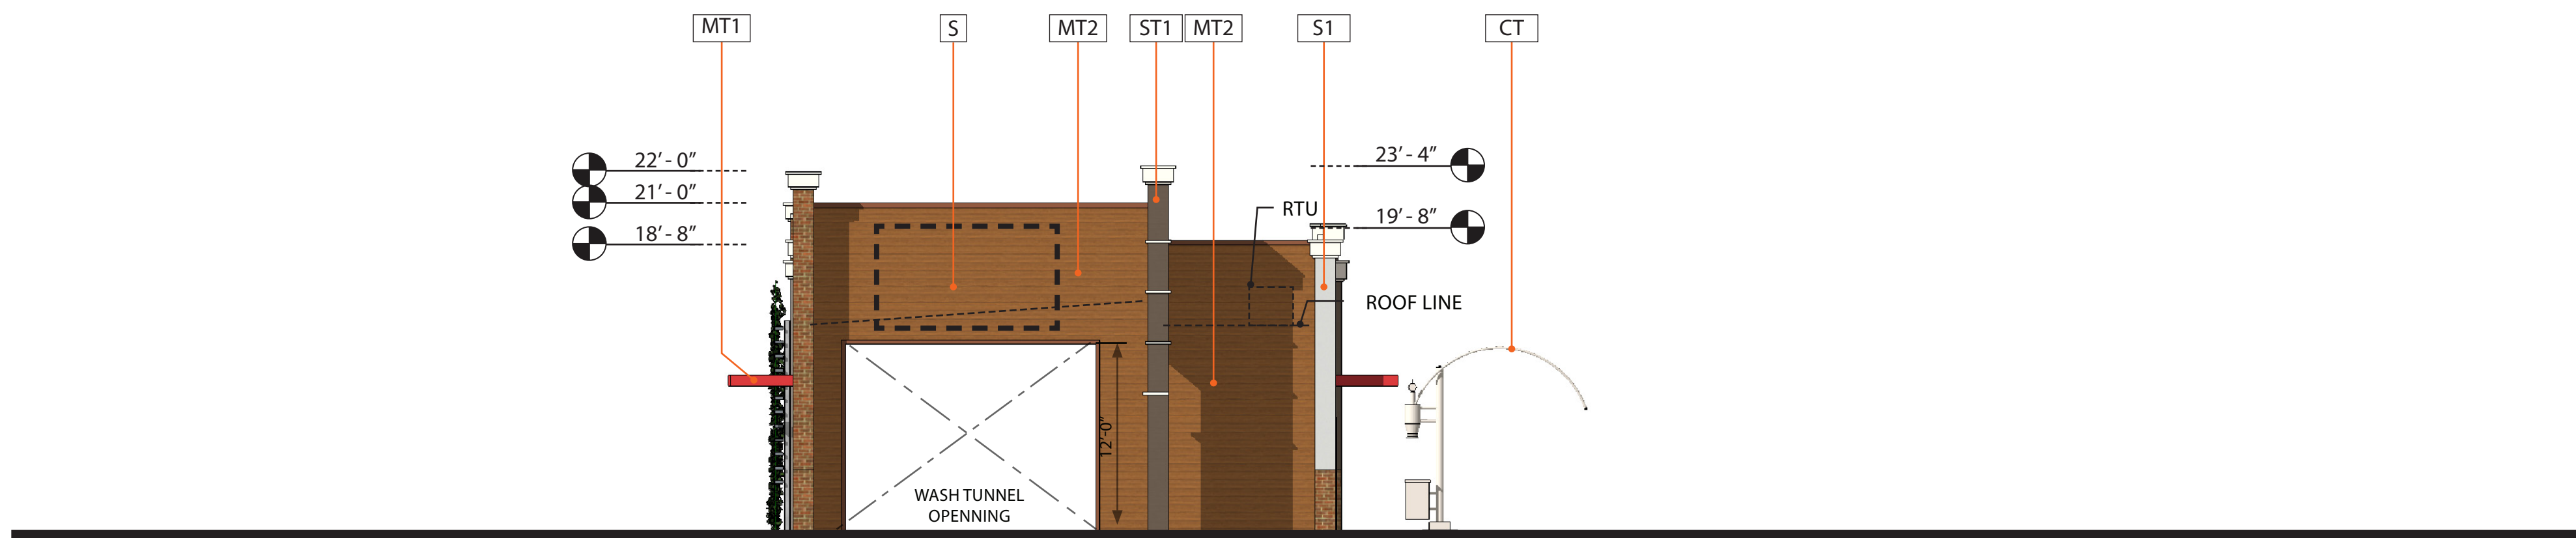 MT1 S MT2 ST1 MT2 S1 CT
22’ - 0”
23’ - 4”
21’ - 0”
RTU
19’ - 8”
18’ - 8”
ROOF LINE
12’-0”
WASH TUNNEL
OPENNING